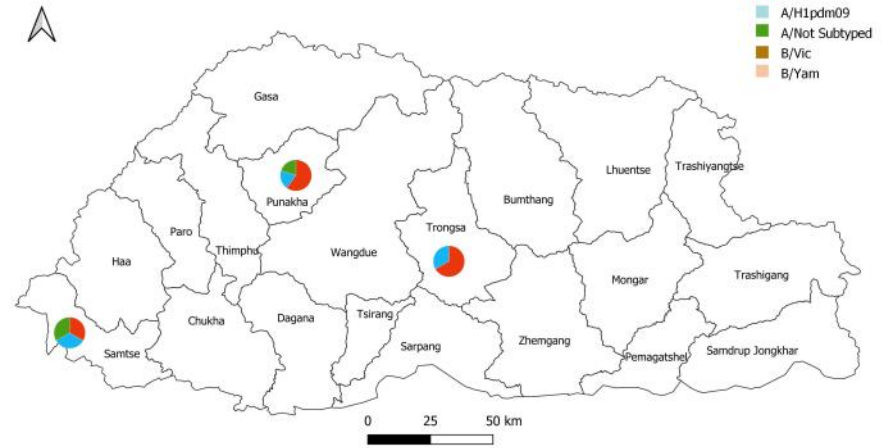 A/H1pdm09
A/Not Subtyped
B/Vic
B/Yam
Gasa
Punakha
Lhuentse
Trashiyangtse
Bumthang
Trongsa
Paro
Thimphu
Haa
Wangdue
Mongar
Trashigang
Tsirang
Dagana
Chukha
Zhemgang
Sarpang
Samtse
Pemagatshel
Samdrup Jongkhar
0 25 50 km